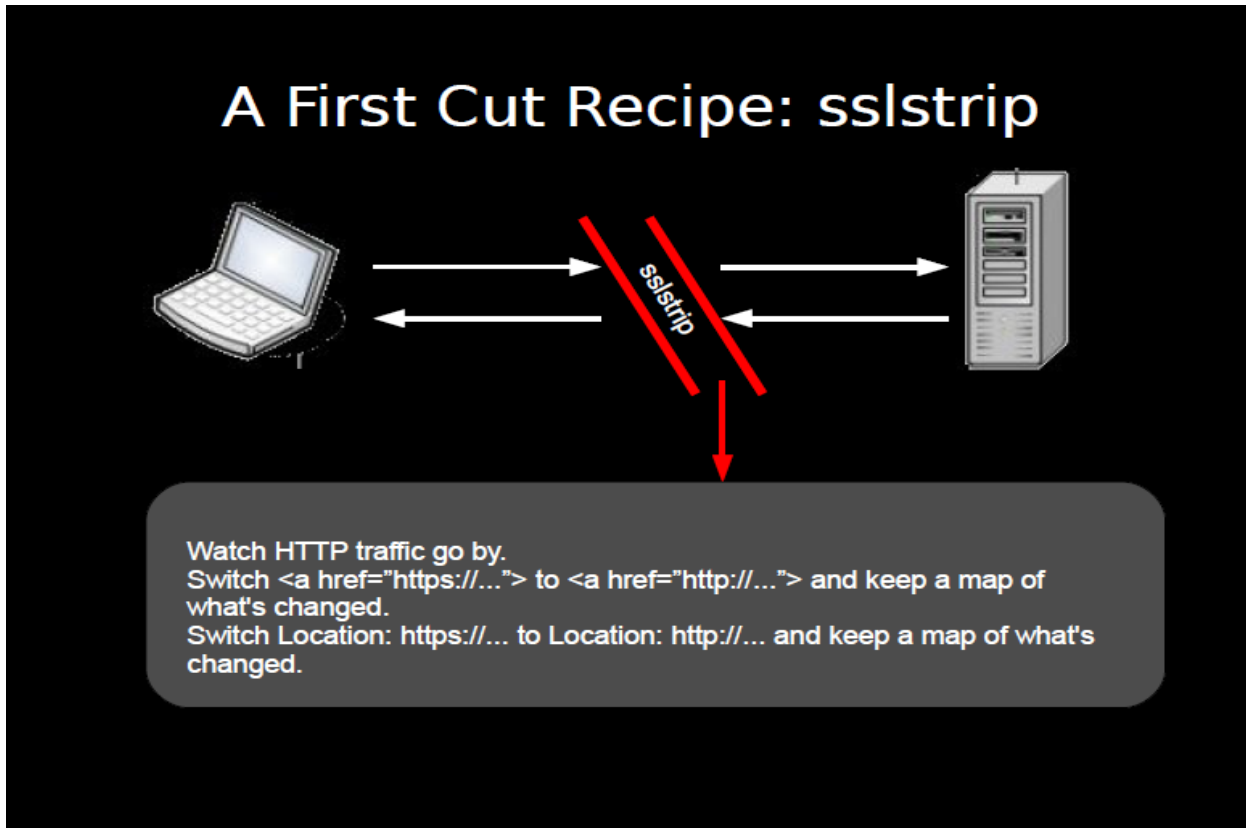 A First Cut Recipe: sslstrip
sslstrip
Watch HTTP traffic go by.
Switch <a href=”https://...”> to <a href=”http://...”> and keep a map of
what's changed.
Switch Location: https://... to Location: http://... and keep a map of what's
changed.